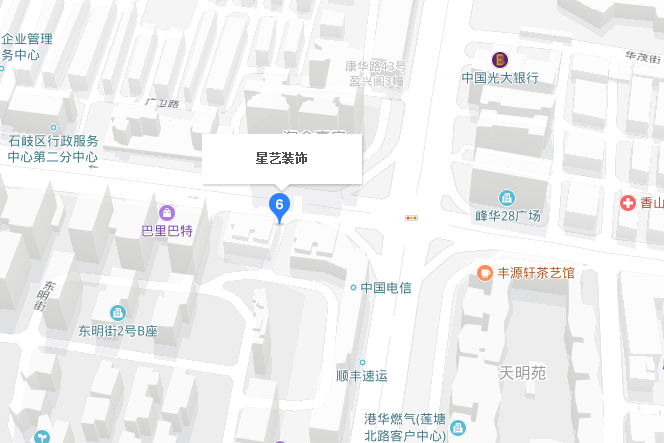 企业管理
务中心
康华路43号
盈兴阁3幢
华茂街
中国光大银行
广卫路
石岐区行政服务
中心第二分中心
星艺装饰
6
巴里巴特
峰华28广场
香山
丰源轩茶艺馆
中国电信
东明街
东明街2号B座
顺丰速运
天明苑
港华燃气(莲塘
北路客户中心)